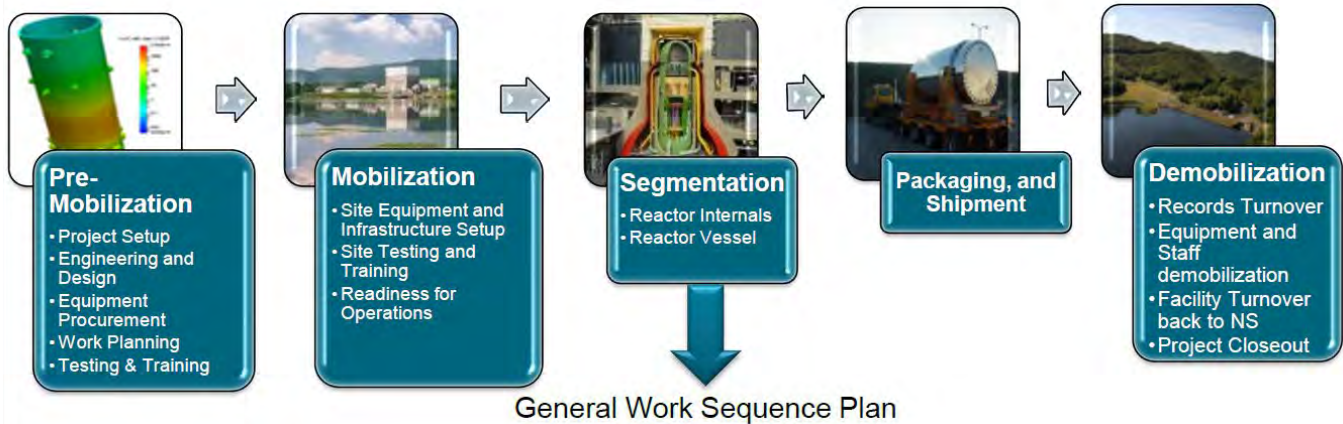 Pre-
Mobilization
• Project Setup
• Engineering and
Design
• Equipment
Procurement
• Work Planning
• Testing & Training
Mobilization
• Site Equipment and
Infrastructure Setup
• Site Testing and
Training
• Readiness for
Operations
Segmentation
• Reactor Internals
• Reactor Vessel
Packaging, and
Shipment
Demobilization
• Records Turnover
• Equipment and
Staff
demobilization
• Facility Turnover
back to NS
• Project Closeout
General Work Sequence Plan